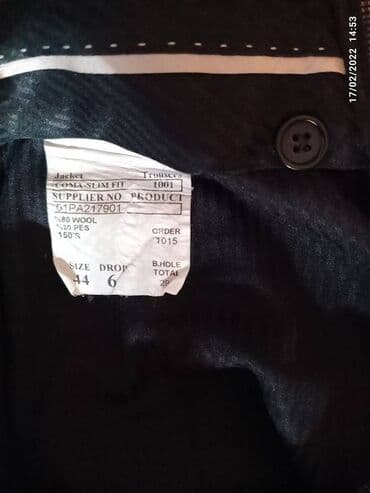 Jacket Trousers
COMA-SLIM FIT 1001
SUPPLIER NO PRODUCT
01PA217901
%80 WOOL
%20 PES
150'S
ORDER
1015
SIZE DROP
44 6
B.HOLE
TOTAL
17/02/2022 14:53